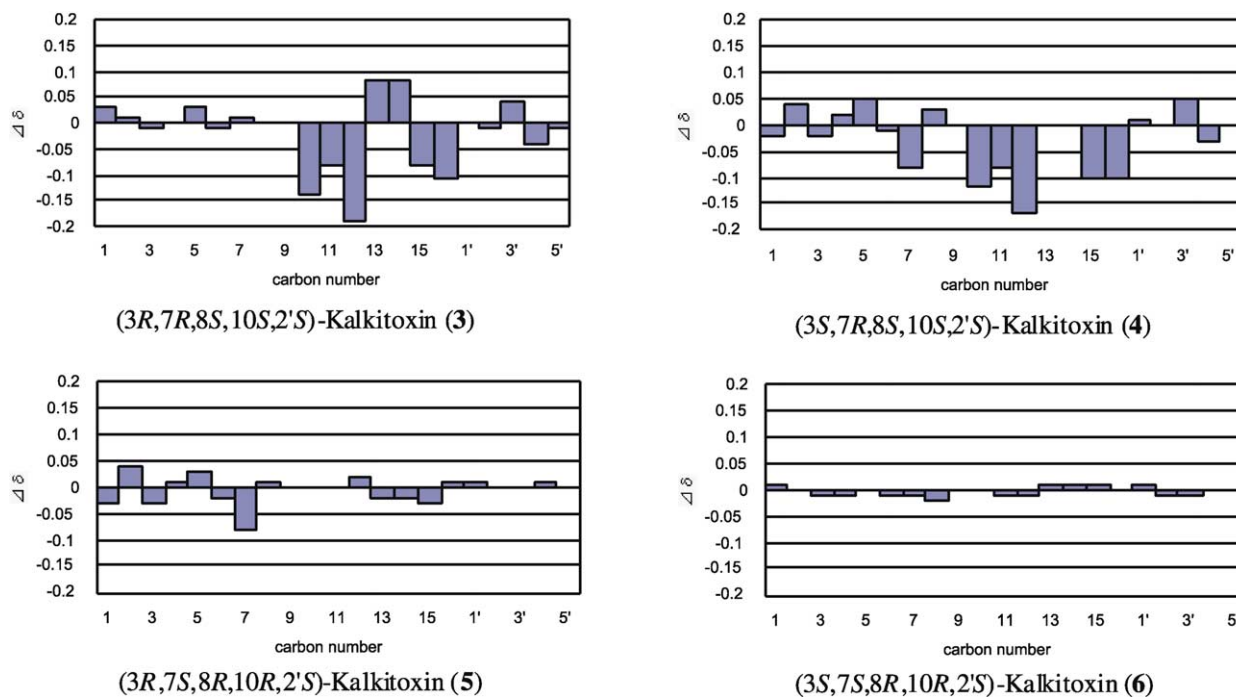 0.2
0.15
0.1
0.05
0
-0.05
-0.1
-0.15
-0.2
⊿ δ
1 3 5 7 9 11 13 15 1' 3' 5'
carbon number
(3R,7R,8S,10S,2'S)-Kalkitoxin (3)
0.2
0.15
0.1
0.05
0
-0.05
-0.1
-0.15
-0.2
⊿ δ
1 3 5 7 9 11 13 15 1' 3' 5'
carbon number
(3S,7R,8S,10S,2'S)-Kalkitoxin (4)
0.2
0.15
0.1
0.05
0
-0.05
-0.1
-0.15
-0.2
⊿ δ
1 3 5 7 9 11 13 15 1' 3' 5'
carbon number
(3R,7S,8R,10R,2'S)-Kalkitoxin (5)
0.2
0.15
0.1
0.05
0
-0.05
-0.1
-0.15
-0.2
⊿ δ
1 3 5 7 9 11 13 15 1' 3' 5
carbon number
(3S,7S,8R,10R,2'S)-Kalkitoxin (6)